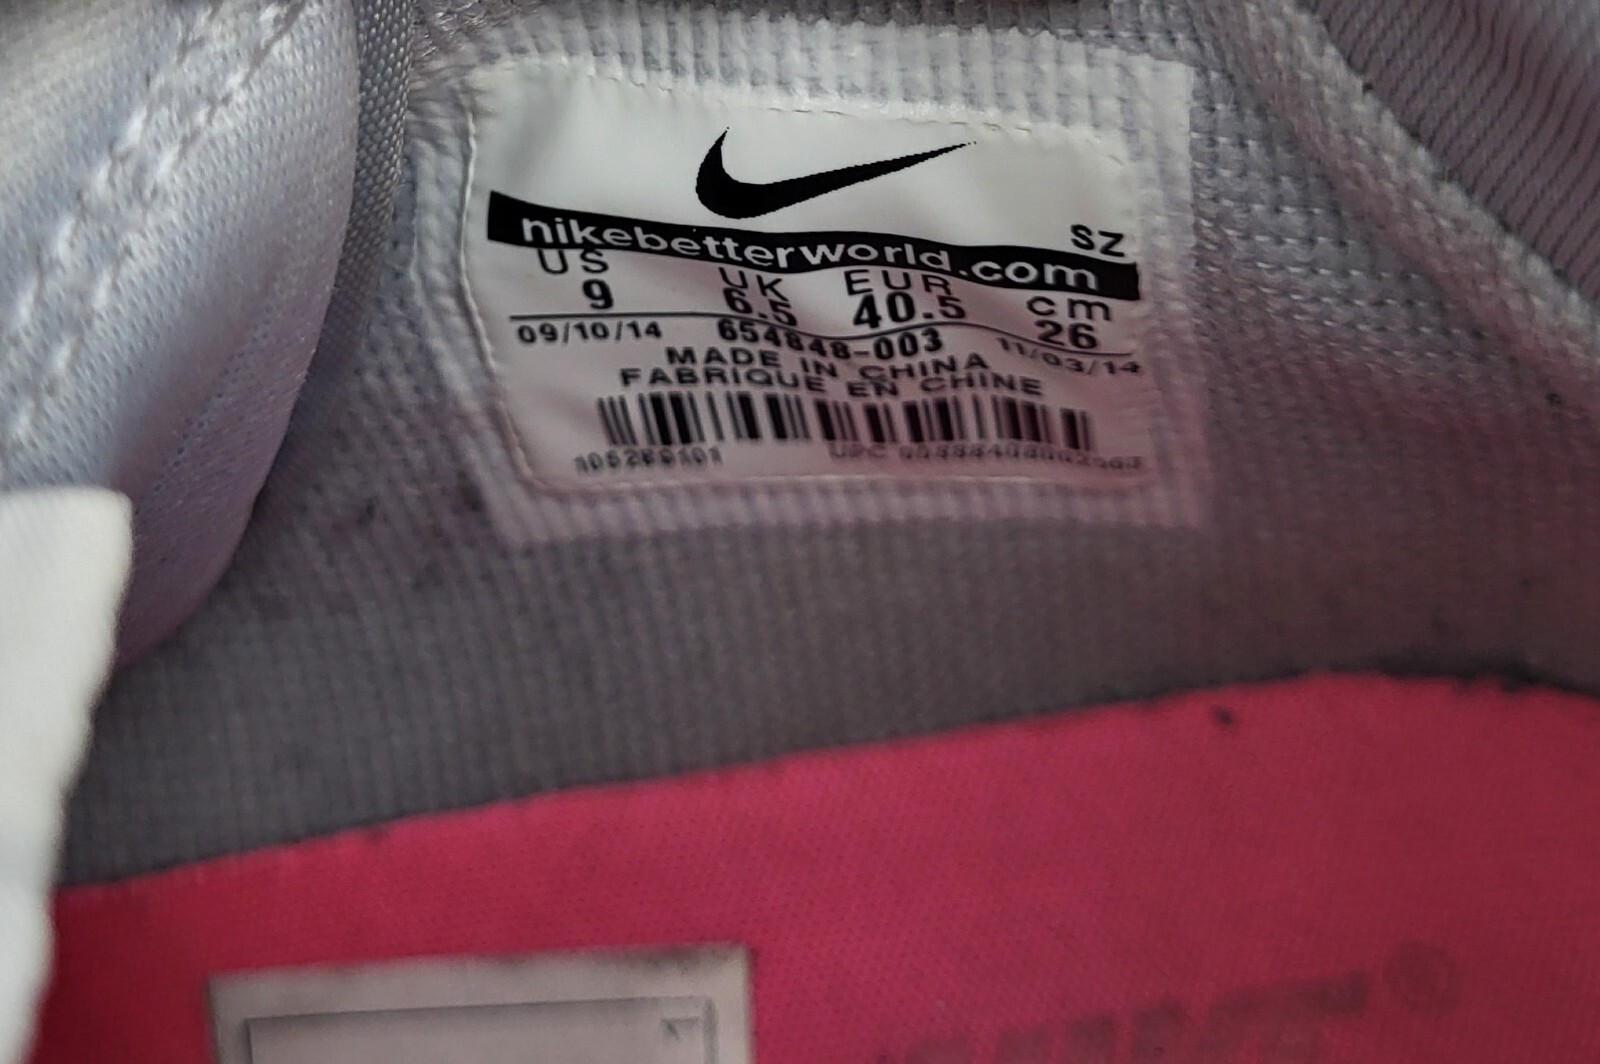 nikebetterworld.com SZ
US UK EUR cm
9 6.5 40.5 26
09/10/14 654848-003 11/03/14
MADE IN CHINA
FABRIQUE EN CHINE
UPC